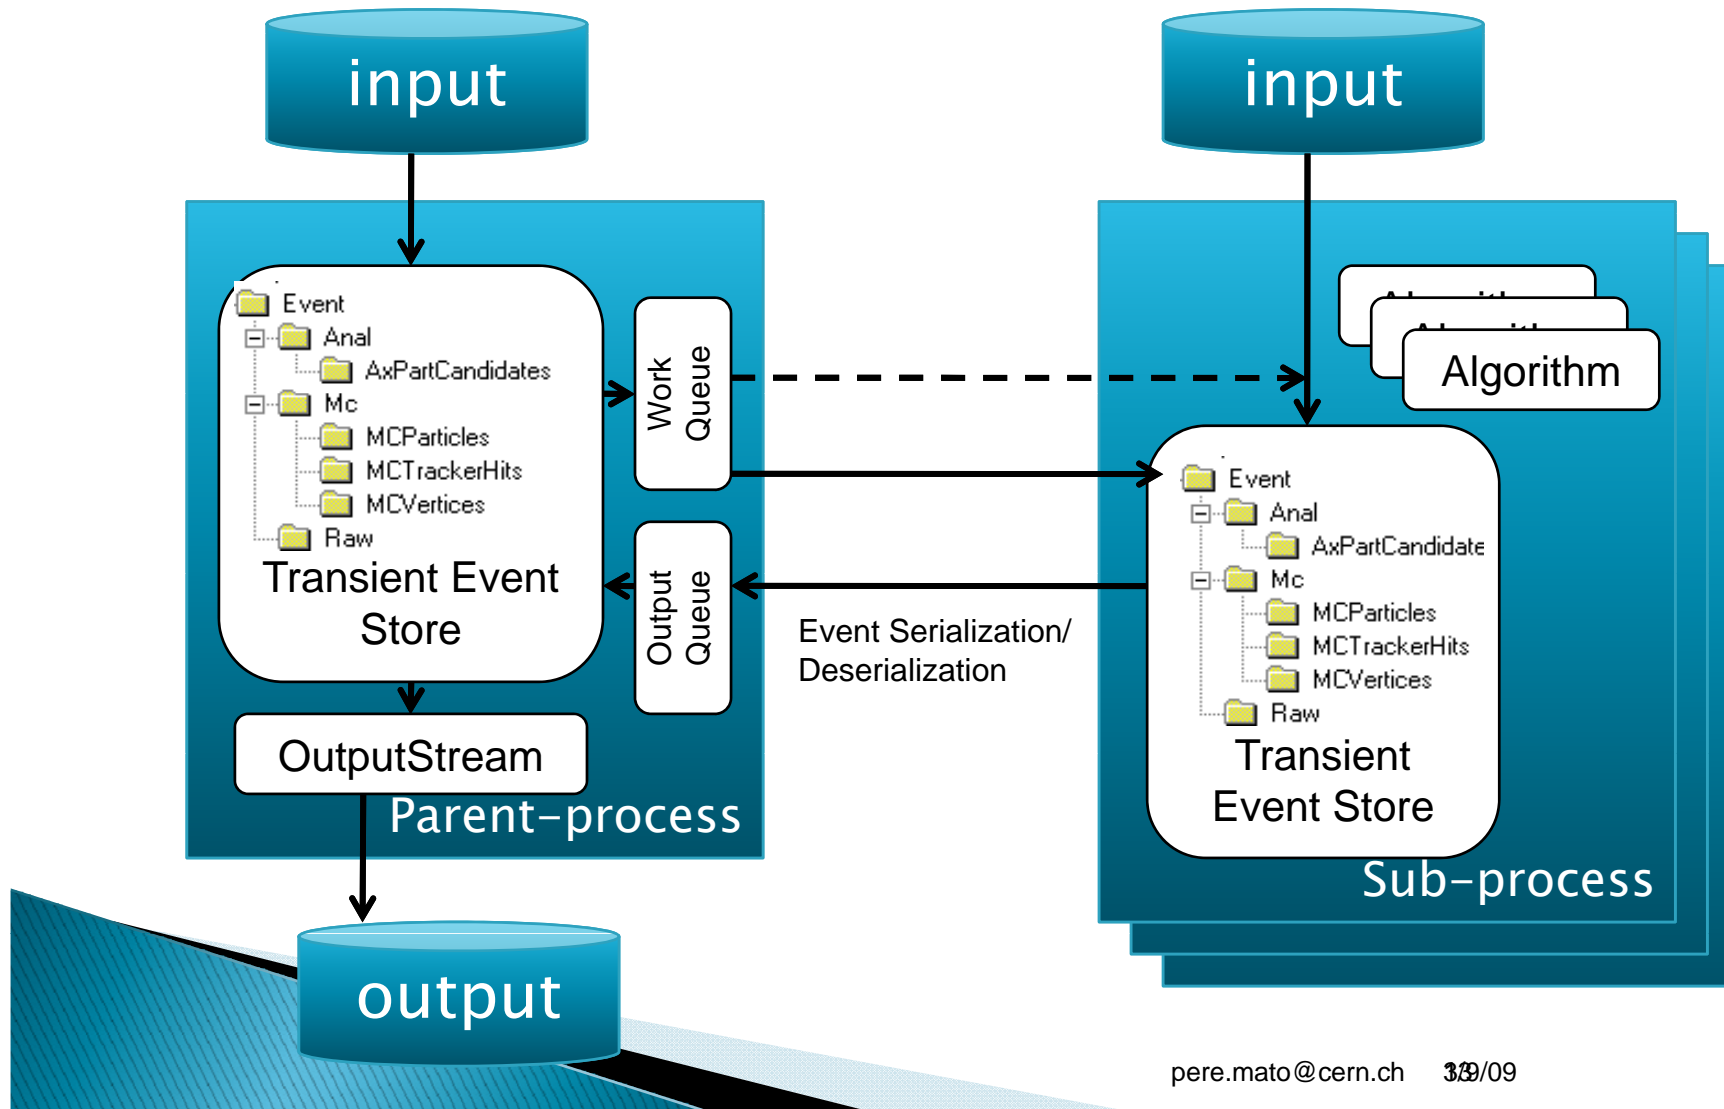 input
input
Event
Anal
AxPartCandidates
Mc
MCParticles
MCTrackerHits
MCVertices
Raw
Transient Event
Store
Work
Queue
Output
Queue
OutputStream
Parent-process
output
Event Serialization/
Deserialization
Algorithm
Algorithm
Algorithm
Event
Anal
AxPartCandidate
Mc
MCParticles
MCTrackerHits
MCVertices
Raw
Transient
Event Store
Sub-process
pere.mato@cern.ch